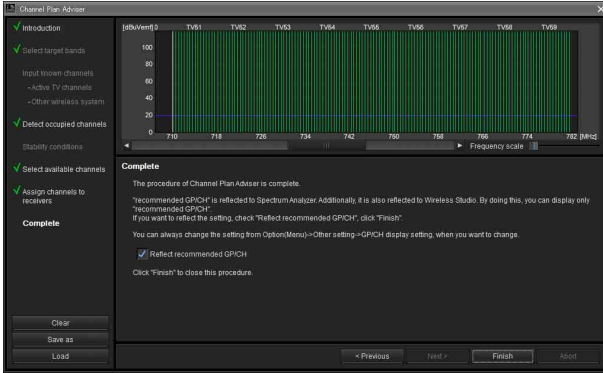 Channel Plan Adviser
Introduction
Select target bands
Input known channels
-Active TV channels
-Other wireless system
Detect occupied channels
Stability conditions
Select available channels
Assign channels to
receivers
Complete
Clear
Save as
Load
[dBuVemf] TV51 TV52 TV53 TV54 TV55 TV56 TV57 TV58 TV59
100
80
60
40
20
0
710 718 726 734 742 750 758 766 774 782 [MHz]
Frequency scale
Complete
The procedure of Channel Plan Adviser is complete.
"recommended GP/CH" is reflected to Spectrum Analyzer. Additionally, it is also reflected to Wireless Studio. By doing this, you can display only
"recommended GP/CH".
If you want to reflect the setting, check "Reflect recommended GP/CH", click "Finish".
You can always change the setting from Option(Menu)->Other setting->GP/CH display setting, when you want to change.
Reflect recommended GP/CH
Click "Finish" to close this procedure.
< Previous Next > Finish Abort